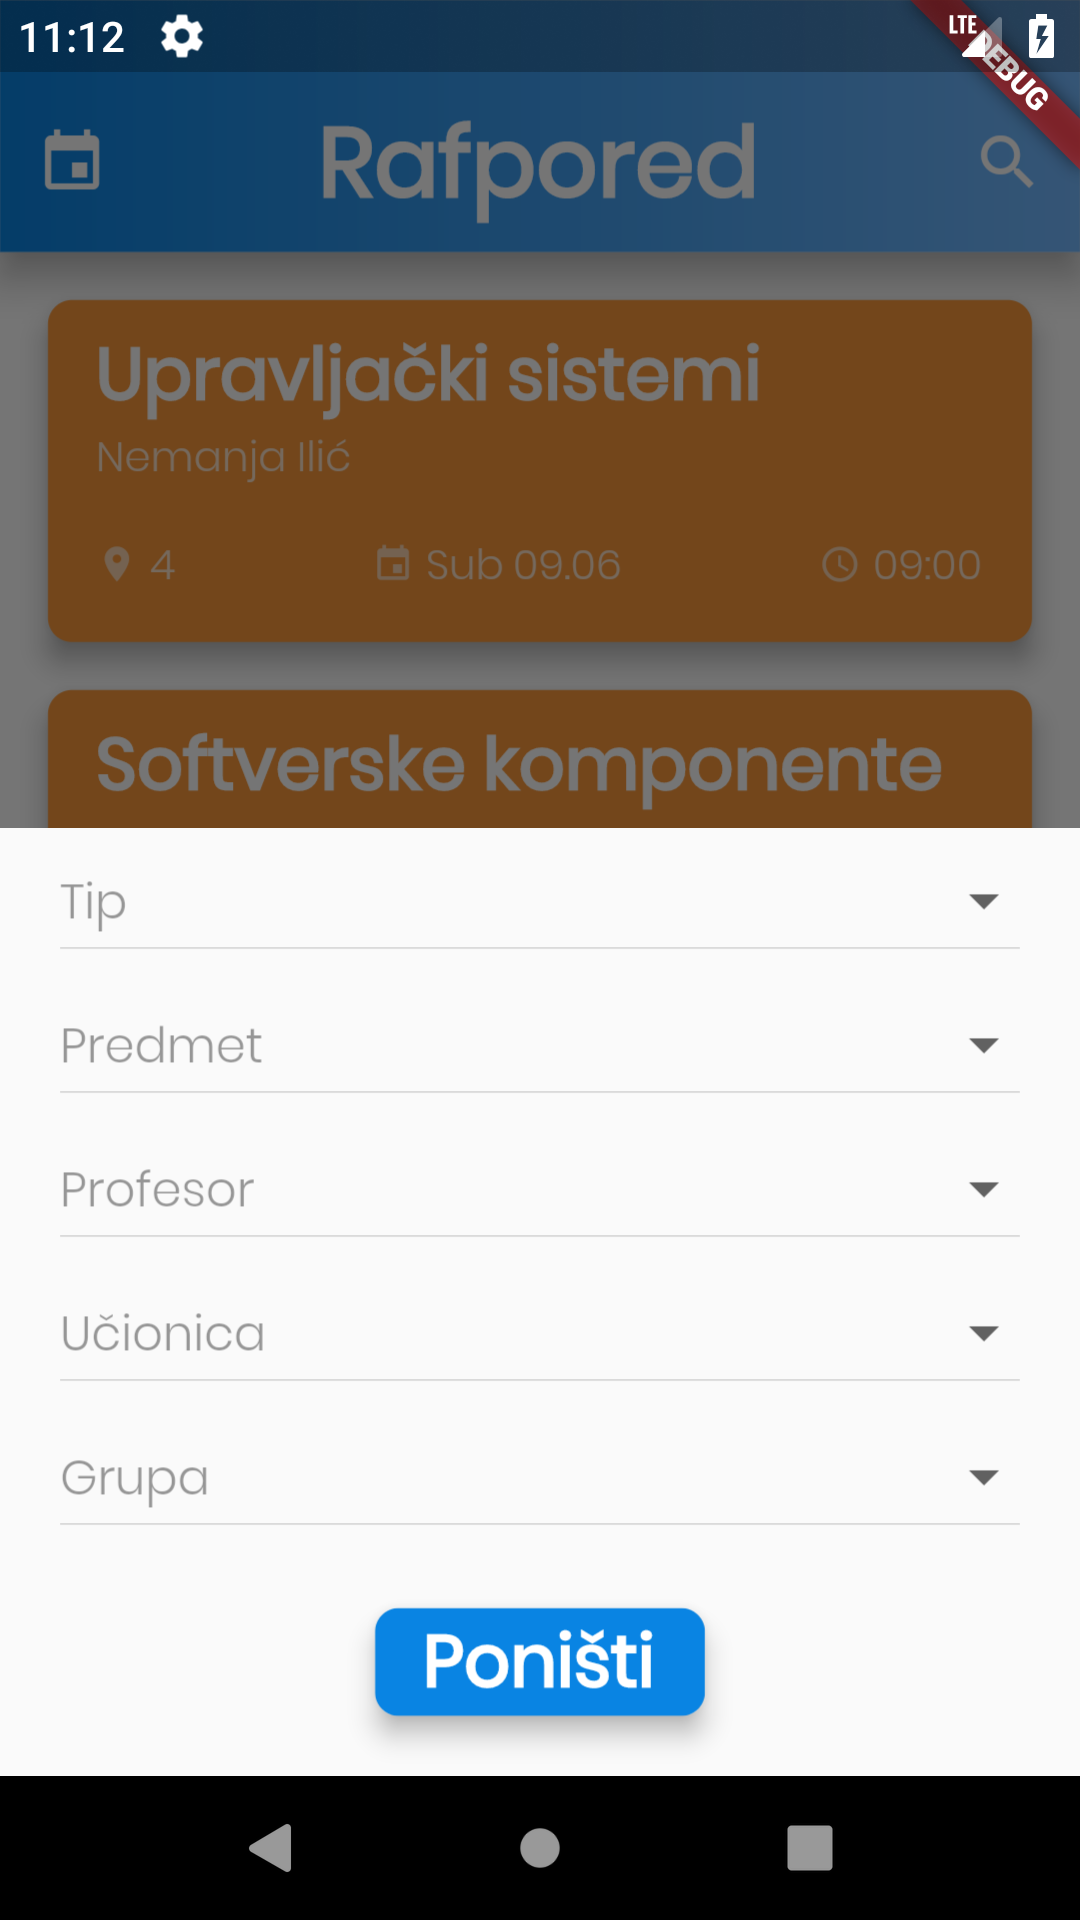 11:12
LTE
DEBUG
Rafpored
Upravljački sistemi
Nemanja Ilić
4
Sub 09.06
09:00
Softverske komponente
Tip
Predmet
Profesor
Učionica
Grupa
Poništi